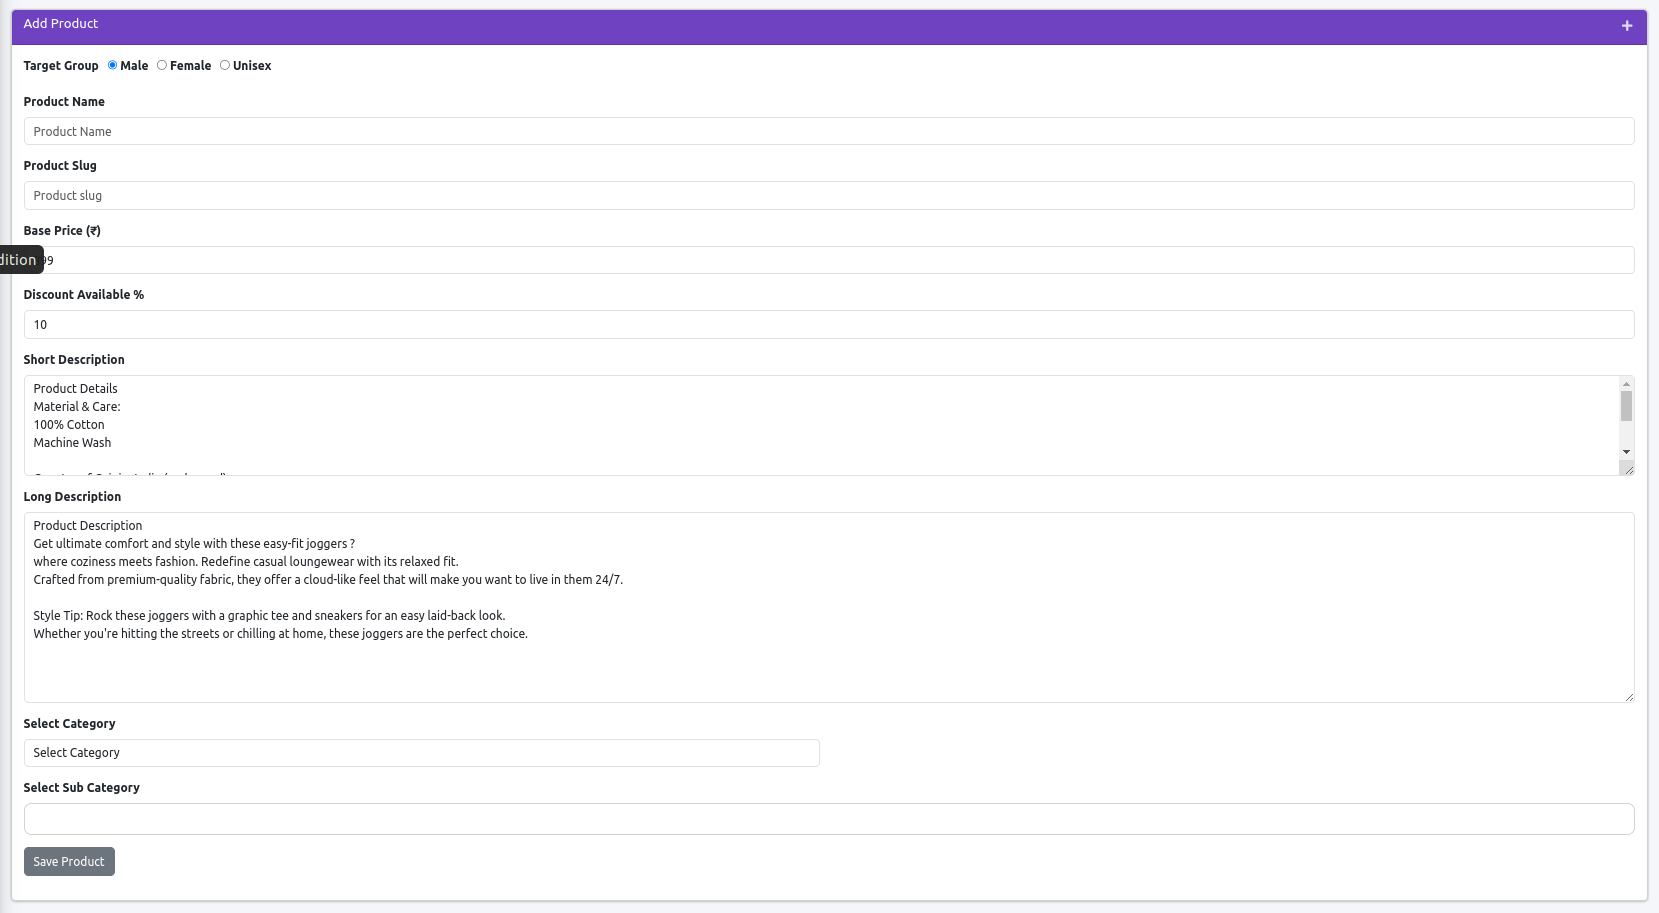 Add Product
Target Group Male Female Unisex
Product Name
Product Name
Product Slug
Product slug
Base Price (₹)
99
Discount Available %
10
Short Description
Product Details
Material & Care:
100% Cotton
Machine Wash
Long Description
Product Description
Get ultimate comfort and style with these easy-fit joggers ?
where coziness meets fashion. Redefine casual loungewear with its relaxed fit.
Crafted from premium-quality fabric, they offer a cloud-like feel that will make you want to live in them 24/7.
Style Tip: Rock these joggers with a graphic tee and sneakers for an easy laid-back look.
Whether you're hitting the streets or chilling at home, these joggers are the perfect choice.
Select Category
Select Category
Select Sub Category
Save Product